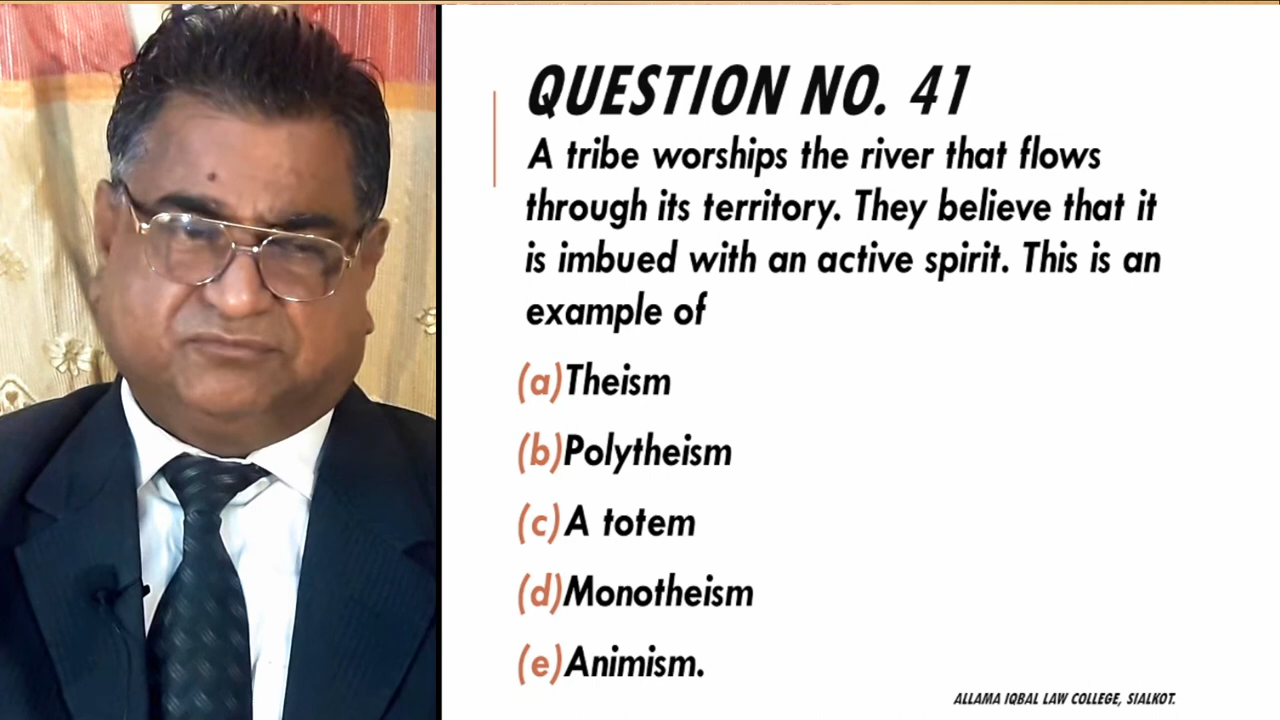 QUESTION NO. 41
A tribe worships the river that flows
through its territory. They believe that it
is imbued with an active spirit. This is an
example of
(a)Theism
(b)Polytheism
(c)A totem
(d)Monotheism
(e)Animism.
ALLAMA IQBAL LAW COLLEGE, SIALKOT.